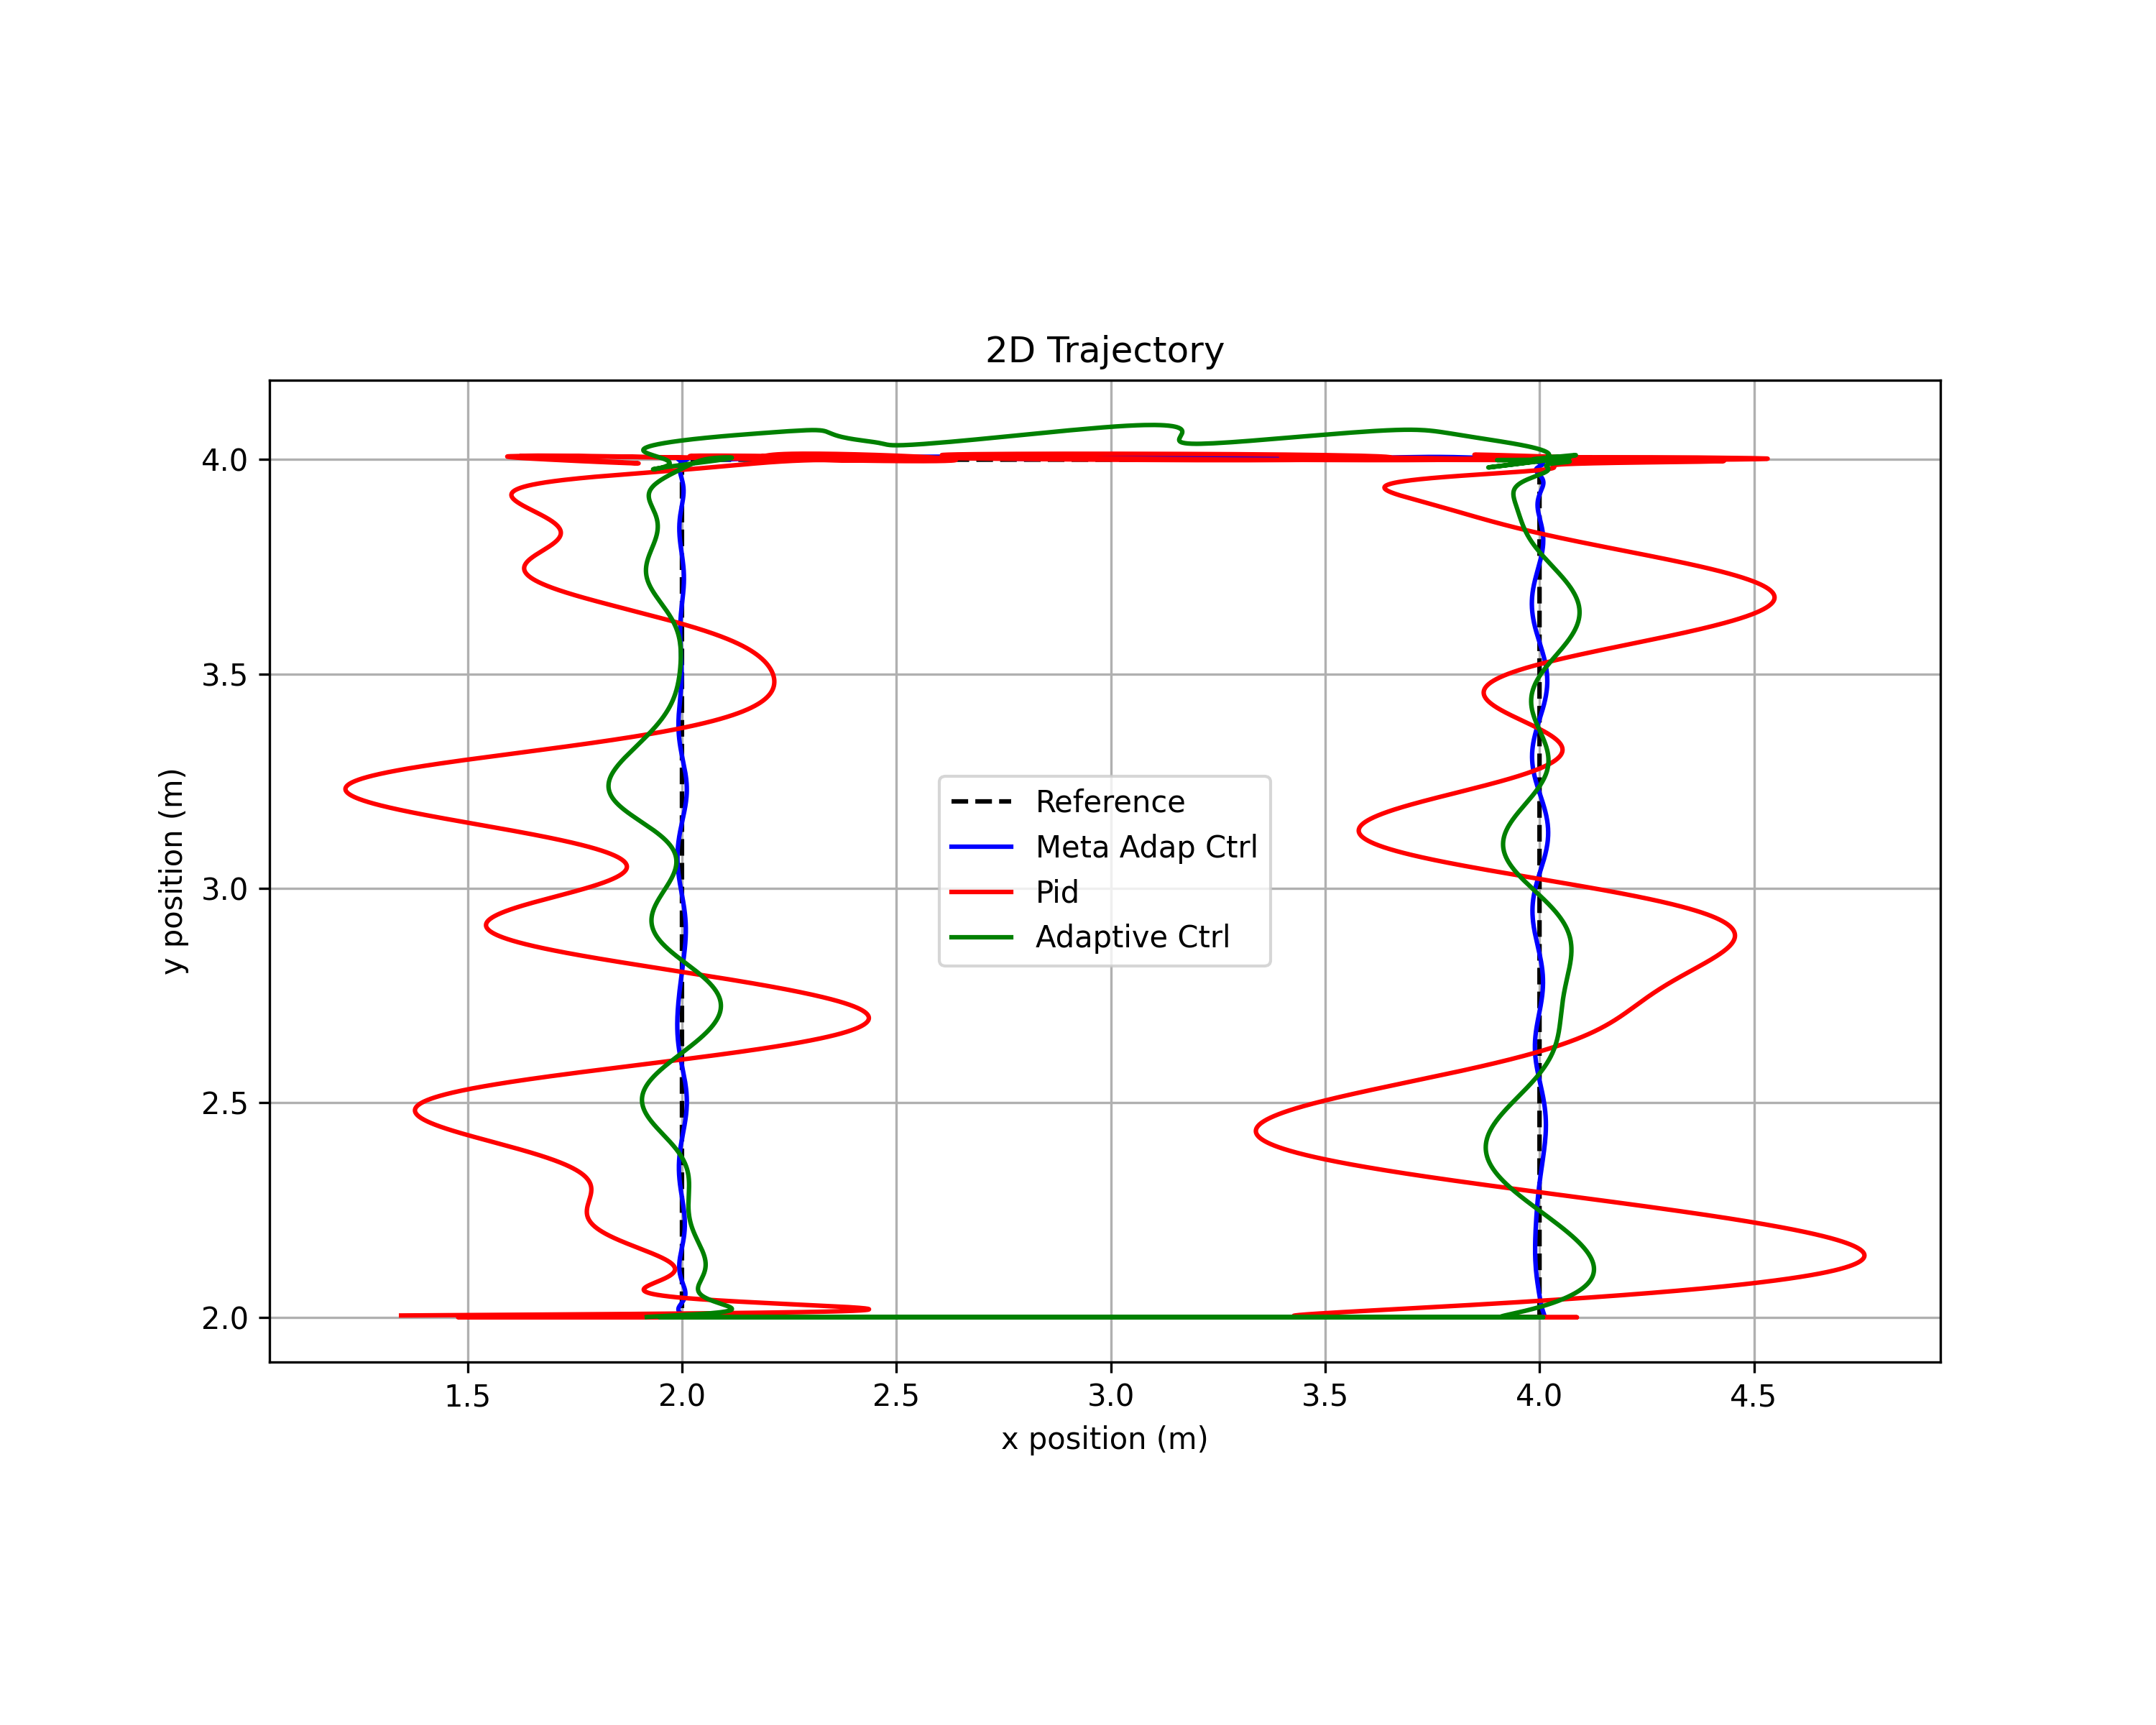 2D Trajectory
4.0
3.5
3.0
2.5
2.0
y position (m)
Reference
Meta Adap Ctrl
Pid
Adaptive Ctrl
1.5 2.0 2.5 3.0 3.5 4.0 4.5
x position (m)